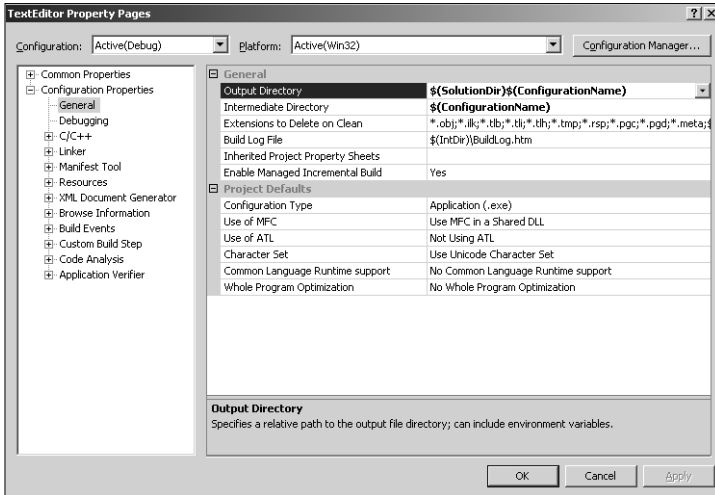 TextEditor Property Pages
Configuration: Active(Debug) Platform: Active(Win32) Configuration Manager...
Common Properties
Configuration Properties
General
Debugging
C/C++
Linker
Manifest Tool
Resources
XML Document Generator
Browse Information
Build Events
Custom Build Step
Code Analysis
Application Verifier
General
Output Directory $(SolutionDir)$(ConfigurationName)
Intermediate Directory $(ConfigurationName)
Extensions to Delete on Clean *.obj;*.ilk;*.tlb;*.tli;*.tlh;*.tmp;*.rsp;*.pgc;*.pgd;*.meta;$
Build Log File $(IntDir)\BuildLog.htm
Inherited Project Property Sheets
Enable Managed Incremental Build Yes
Project Defaults
Configuration Type Application (.exe)
Use of MFC Use MFC in a Shared DLL
Use of ATL Not Using ATL
Character Set Use Unicode Character Set
Common Language Runtime support No Common Language Runtime support
Whole Program Optimization No Whole Program Optimization
Output Directory
Specifies a relative path to the output file directory; can include environment variables.
OK Cancel Apply